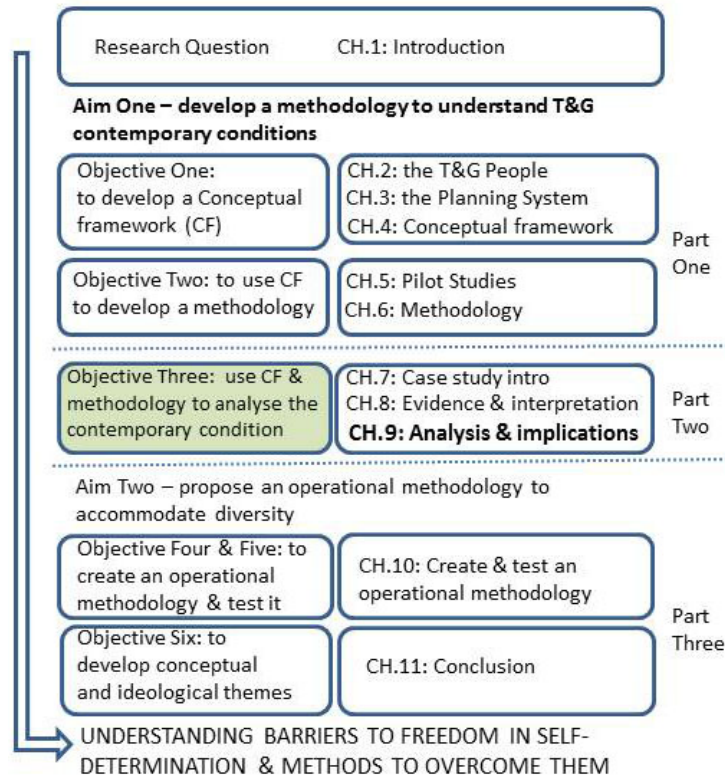 Research Question CH.1: Introduction
Aim One – develop a methodology to understand T&G
contemporary conditions
Objective One:
to develop a Conceptual
framework (CF)
CH.2: the T&G People
CH.3: the Planning System
CH.4: Conceptual framework
Objective Two: to use CF
to develop a methodology
CH.5: Pilot Studies
CH.6: Methodology
Part
One
Objective Three: use CF &
methodology to analyse the
contemporary condition
CH.7: Case study intro
CH.8: Evidence & interpretation
CH.9: Analysis & implications
Part
Two
Aim Two – propose an operational methodology to
accommodate diversity
Objective Four & Five: to
create an operational
methodology & test it
CH.10: Create & test an
operational methodology
Objective Six: to
develop conceptual
and ideological themes
CH.11: Conclusion
Part
Three
UNDERSTANDING BARRIERS TO FREEDOM IN SELF-
DETERMINATION & METHODS TO OVERCOME THEM